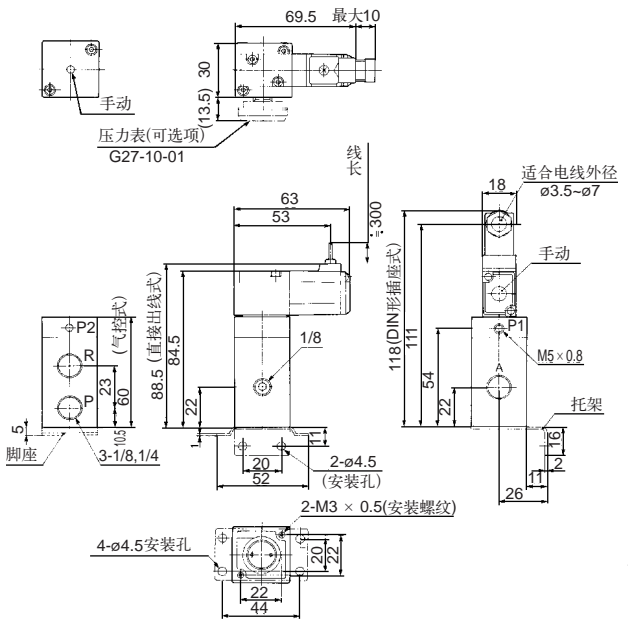 69.5
最大10
30
(13.5)
手动
压力表(可选项)
G27-10-01
线长
≒300
63
53
18
适合电线外径
ø3.5~ø7
手动
P2
R
P
(气控式)
23
60
10.5
5
脚座
3-1/8,1/4
88.5 (直接出线式)
84.5
22
1/8
1
11
20
52
2-ø4.5
(安装孔)
118(DIN形插座式)
111
54
22
P1
M5×0.8
A
托架
16
2
11
26
2-M3 × 0.5(安装螺纹)
4-ø4.5安装孔
20
22
22
44